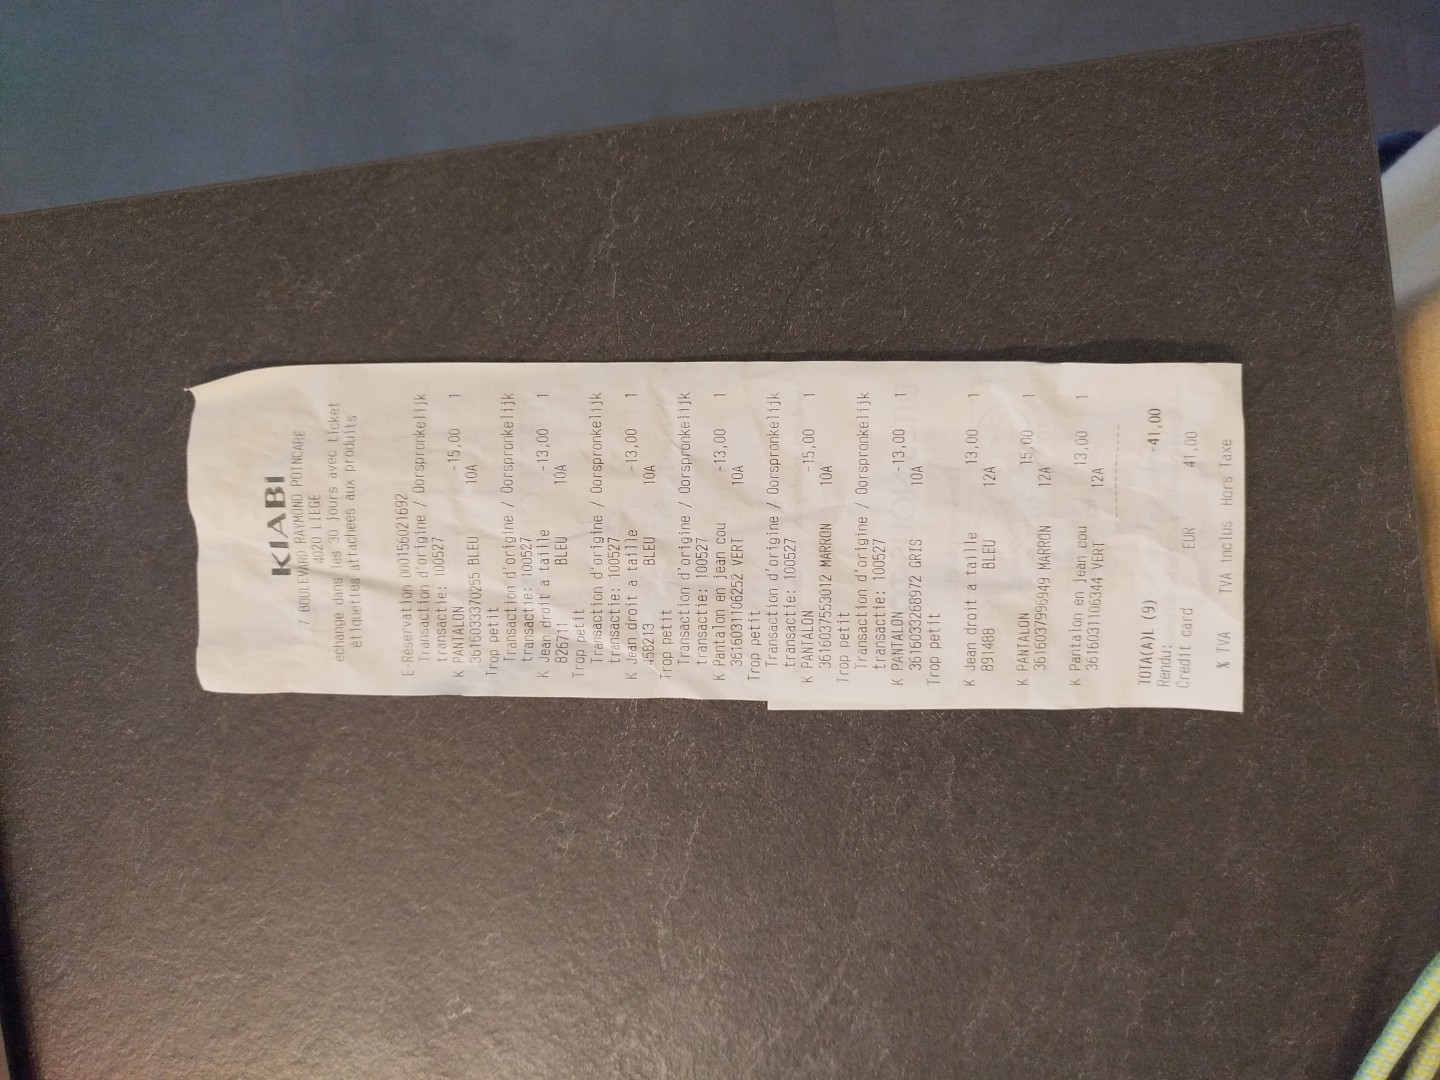 KIABI
7 BOULEVARD RAYMOND POINCARE
4020 LIEGE
echange dans les 30 jours avec ticket
étiquettes attachées aux produits
E-Réservation 000156021692
Transaction d'origine / Oorspronkelijk
transactie: 100527
K PANTALON -15,00 1
3616033370255 BLEU 10A
Trop petit
Transaction d'origine / Oorspronkelijk
transactie: 100527
K Jean droit a taille -13,00 1
826711 BLEU 10A
Trop petit
Transaction d'origine / Oorspronkelijk
transactie: 100527
K Jean droit a taille -13,00 1
458213 BLEU 10A
Trop petit
Transaction d'origine / Oorspronkelijk
transactie: 100527
K Pantalon en jean cou -13,00 1
3616031106252 VERT 10A
Trop petit
Transaction d'origine / Oorspronkelijk
transactie: 100527
K PANTALON -15,00 1
3616037553012 MARRON 10A
Trop petit
Transaction d'origine / Oorspronkelijk
transactie: 100527
K PANTALON -13,00 1
3616033268972 GRIS 10A
Trop petit
K Jean droit a taille 13,00 1
891488 BLEU 12A
K PANTALON 15,00 1
3616037996949 MARRON 12A
K Pantalon en jean cou 13,00 1
3616031106344 VERT 12A
TOTA(A)L (9) -41,00
Rendu:
Credit card EUR 41,00
% TVA TVA inclus Hors Taxe